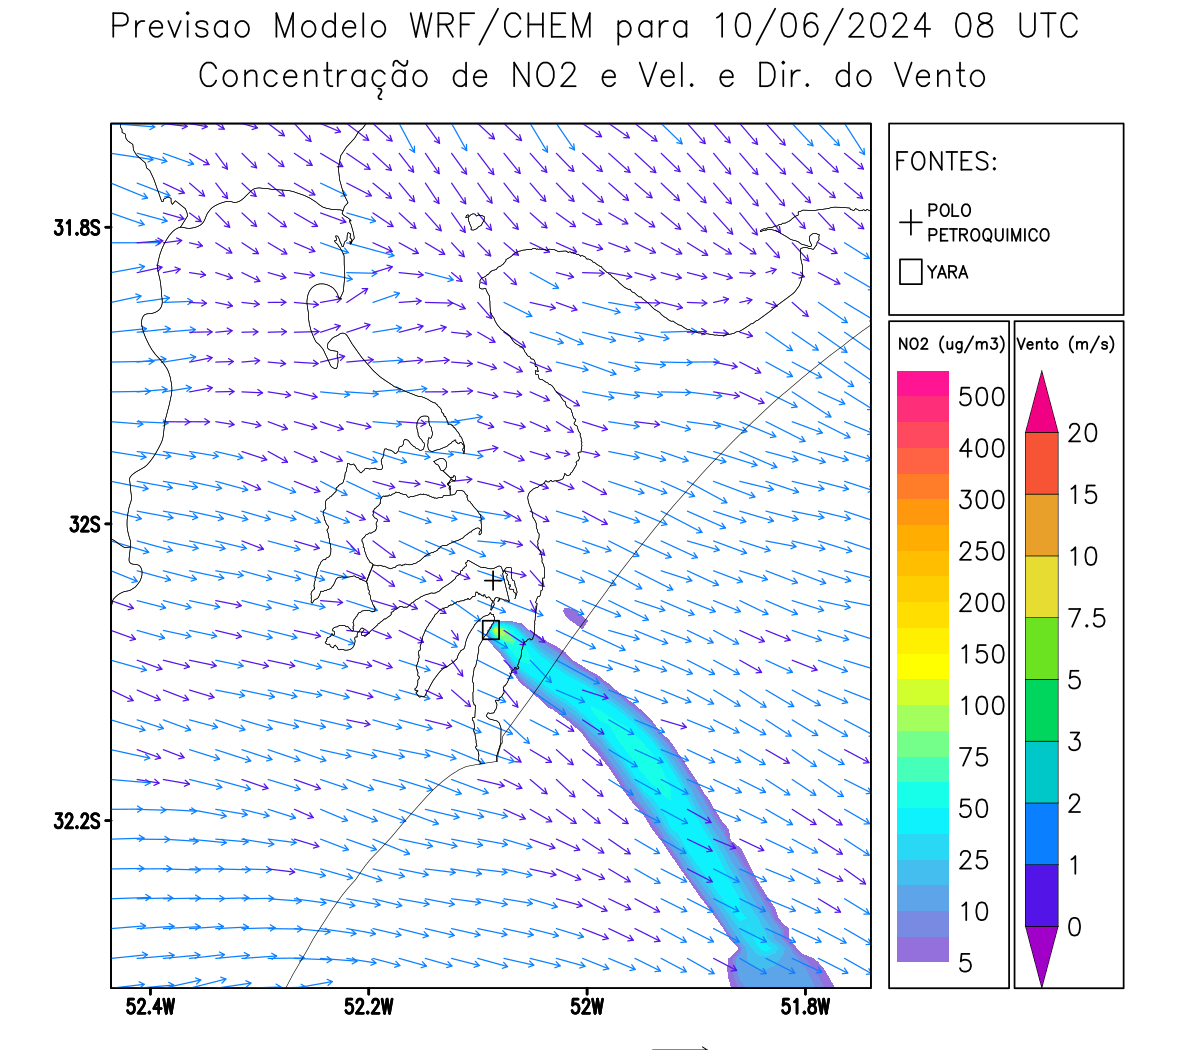 Previsao Modelo WRF/CHEM para 10/06/2024 08 UTC
Concentração de NO2 e Vel. e Dir. do Vento
FONTES:
POLO
PETROQUIMICO
YARA
NO2 (ug/m3)
500
400
300
250
200
150
100
75
50
25
10
5
Vento (m/s)
20
15
10
7.5
5
3
2
1
0
31.8S
32S
32.2S
52.4W
52.2W
52W
51.8W